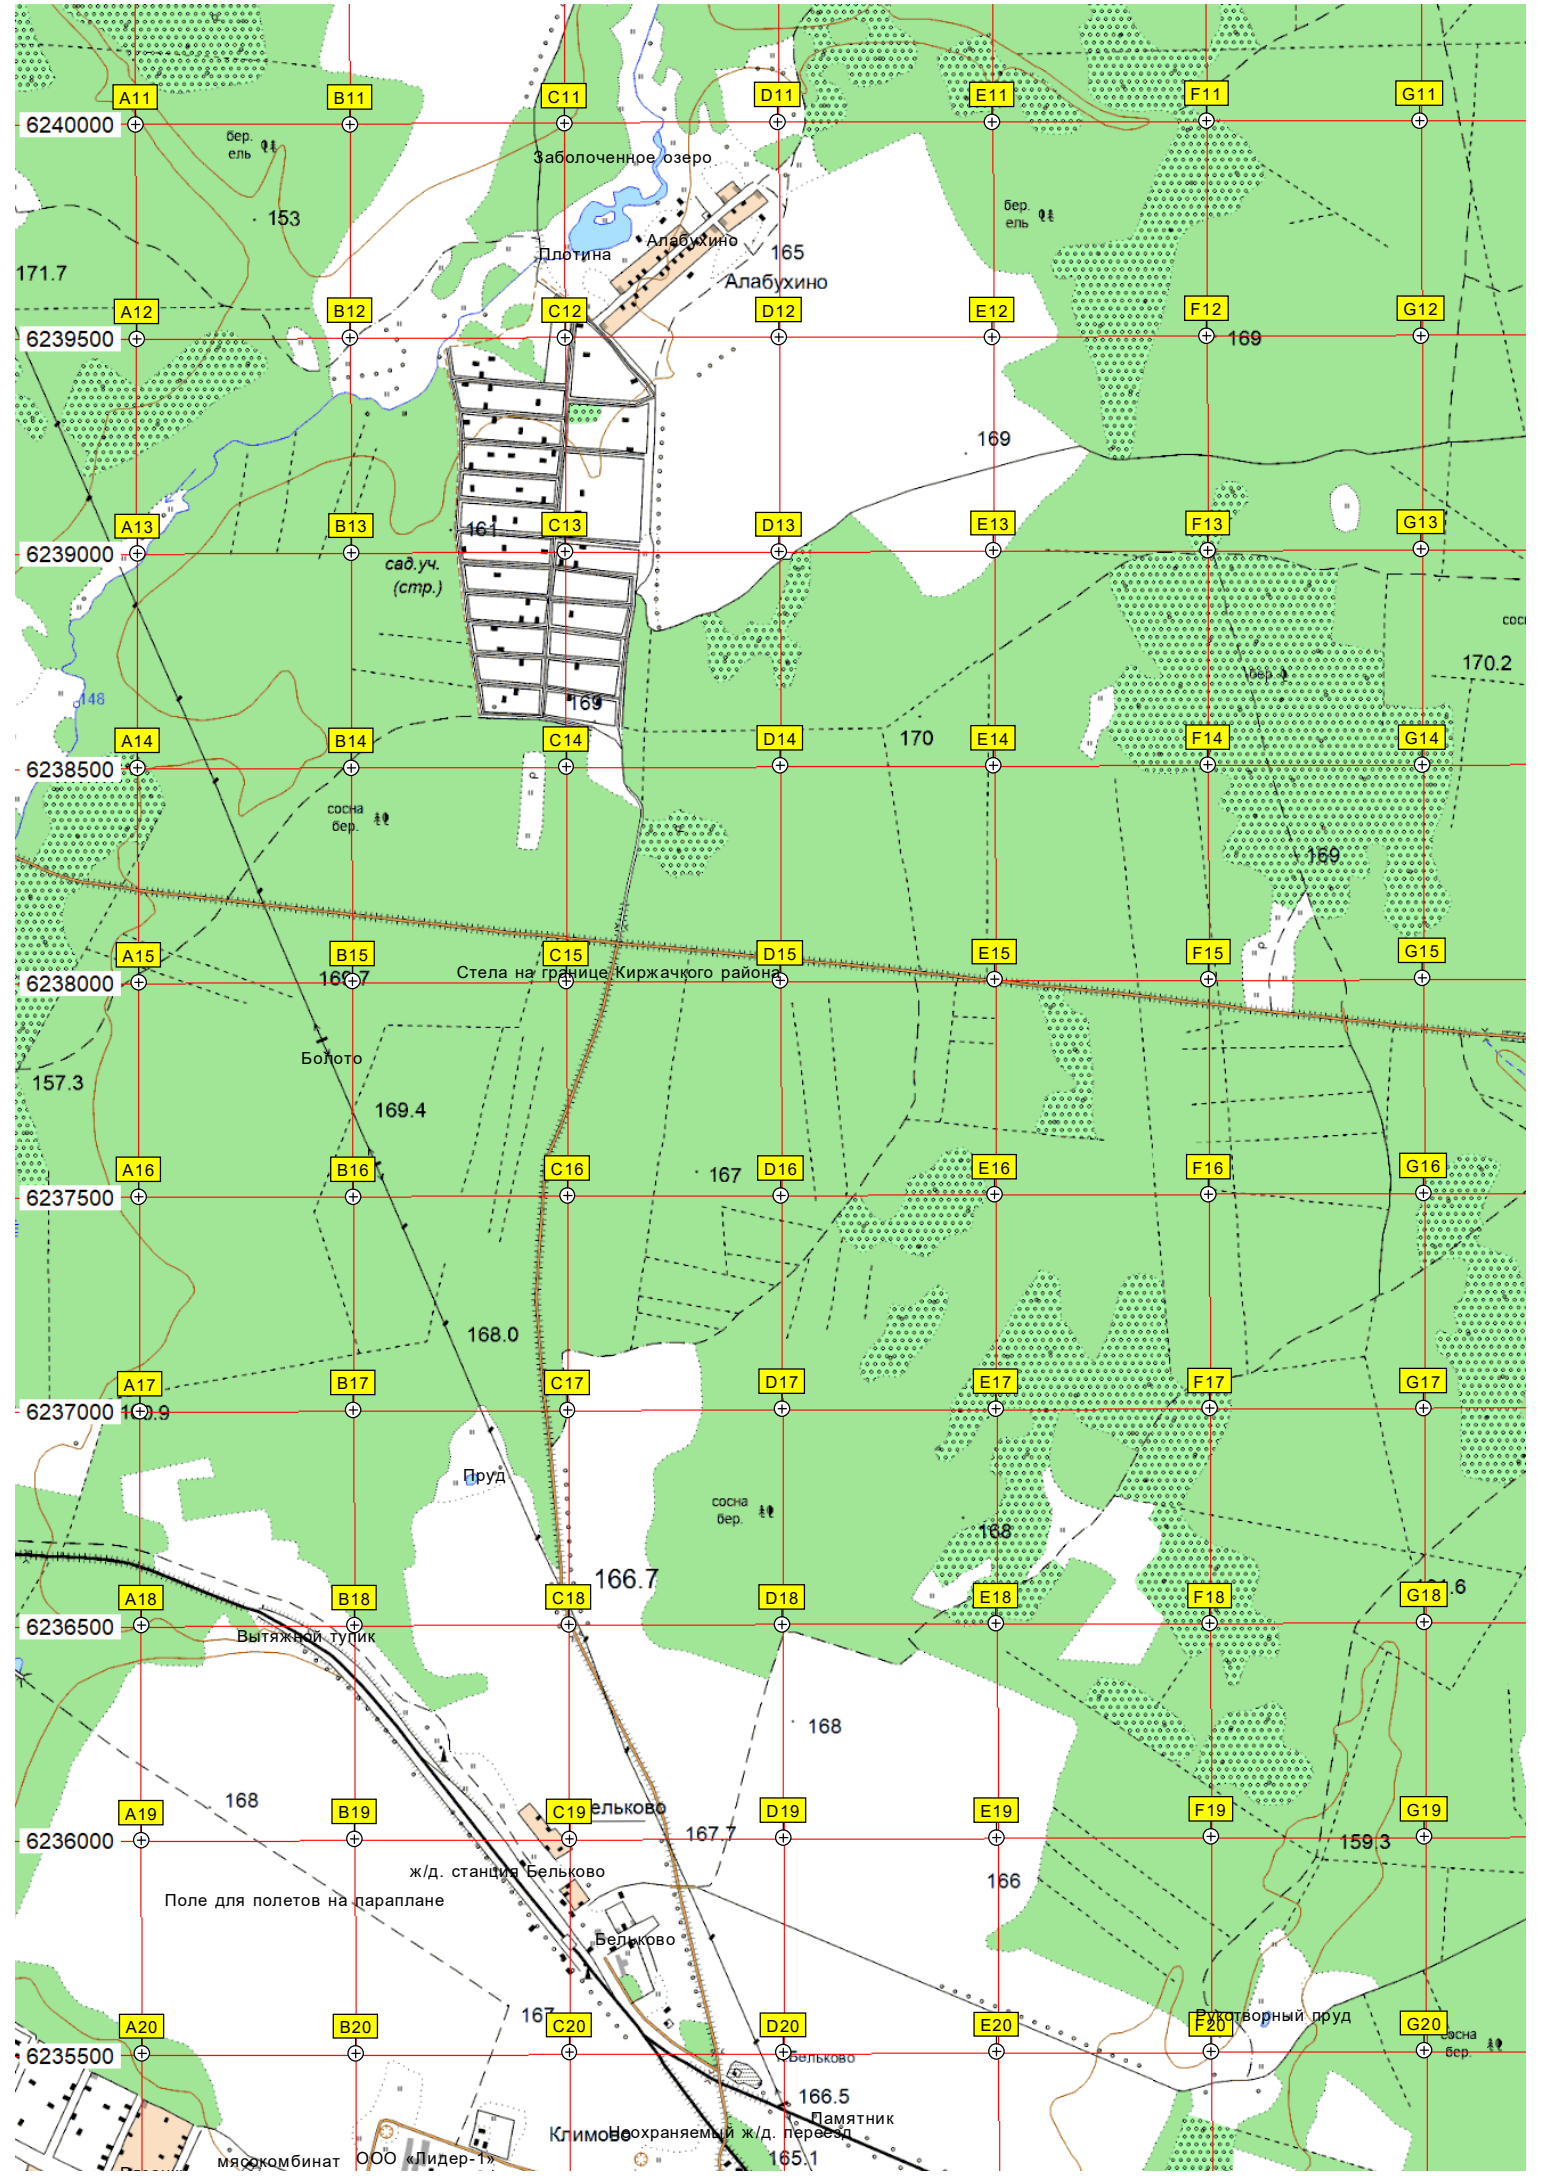 A11 B11 C11 D11 E11 F11 G11
6240000
бер.
ель
Заболоченное озеро
153
бер.
ель
Алабухино
Плотина
165
171.7
Алабухино
A12 B12 C12 D12 E12 F12 G12
6239500
169
169
A13 B13 C13 D13 E13 F13 G13
161
6239000
сад.уч.
(стр.)
170.2
бер.
148
169
A14 B14 C14 D14 E14 F14 G14
170
6238500
сосна
бер.
169
A15 B15 C15 D15 E15 F15 G15
Стела на границе Киржачского района
6238000
Болото
157.3
169.4
A16 B16 C16 D16 E16 F16 G16
167
6237500
168.0
A17 B17 C17 D17 E17 F17 G17
6237000
Пруд
сосна
бер.
168
166.7
A18 B18 C18 D18 E18 F18 G18
6236500
Вытяжной тупик
168
168
A19 B19 C19 D19 E19 F19 G19
ельково
167.7
6236000
159.3
ж/д. станция Бельково
166
Поле для полетов на параплане
Бельково
167
Рукотворный пруд
A20 B20 C20 D20 E20 F20 G20
сосна
бер.
6235500
Бельково
166.5
Памятник
Климово
Неохраняемый ж/д. переезд
165.1
мясокомбинат
ООО «Лидер-1»